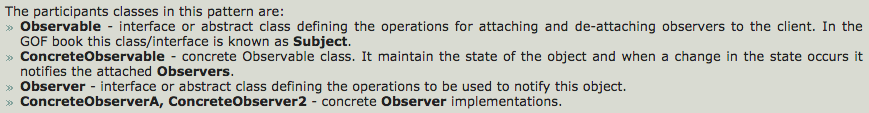 The participants classes in this pattern are:
» Observable - interface or abstract class defining the operations for attaching and de-attaching observers to the client. In the
GOF book this class/interface is known as Subject.
» ConcreteObservable - concrete Observable class. It maintain the state of the object and when a change in the state occurs it
notifies the attached Observers.
» Observer - interface or abstract class defining the operations to be used to notify this object.
» ConcreteObserverA, ConcreteObserver2 - concrete Observer implementations.